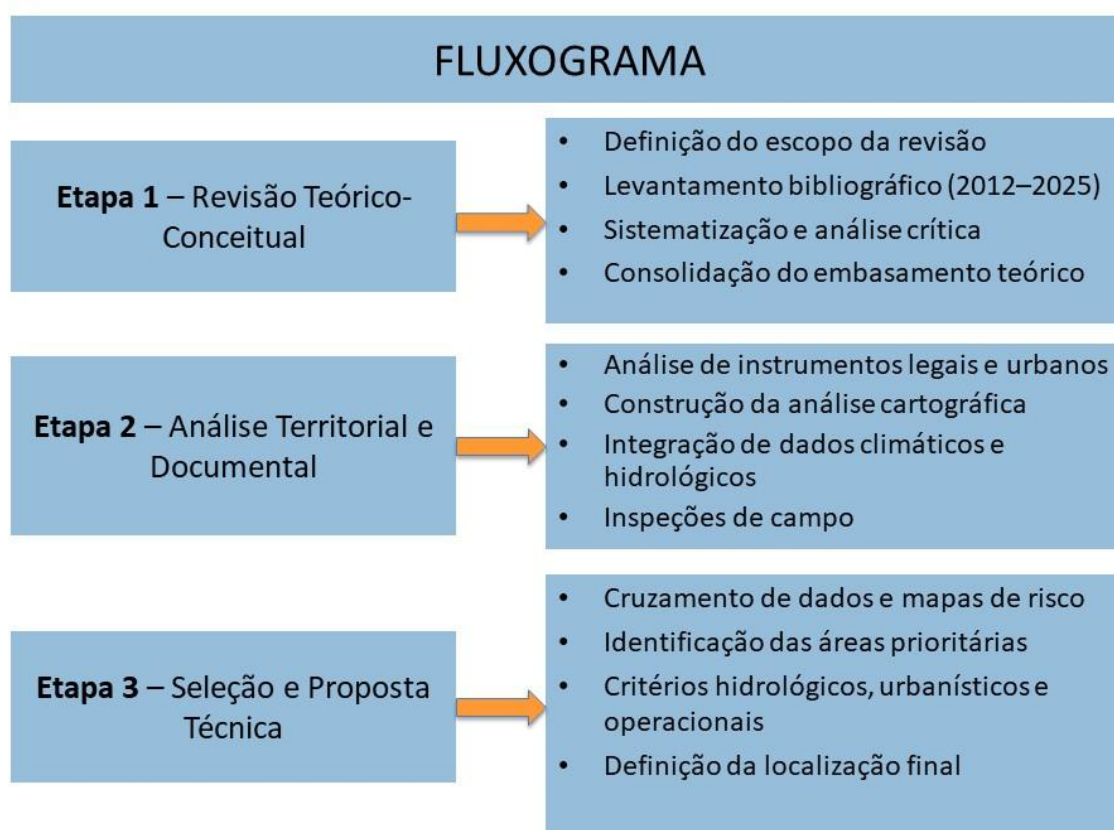 FLUXOGRAMA
Etapa 1 – Revisão Teórico-
Conceitual
• Definição do escopo da revisão
• Levantamento bibliográfico (2012–2025)
• Sistematização e análise crítica
• Consolidação do embasamento teórico
Etapa 2 – Análise Territorial e
Documental
• Análise de instrumentos legais e urbanos
• Construção da análise cartográfica
• Integração de dados climáticos e
hidrológicos
• Inspeções de campo
Etapa 3 – Seleção e Proposta
Técnica
• Cruzamento de dados e mapas de risco
• Identificação das áreas prioritárias
• Critérios hidrológicos, urbanísticos e
operacionais
• Definição da localização final